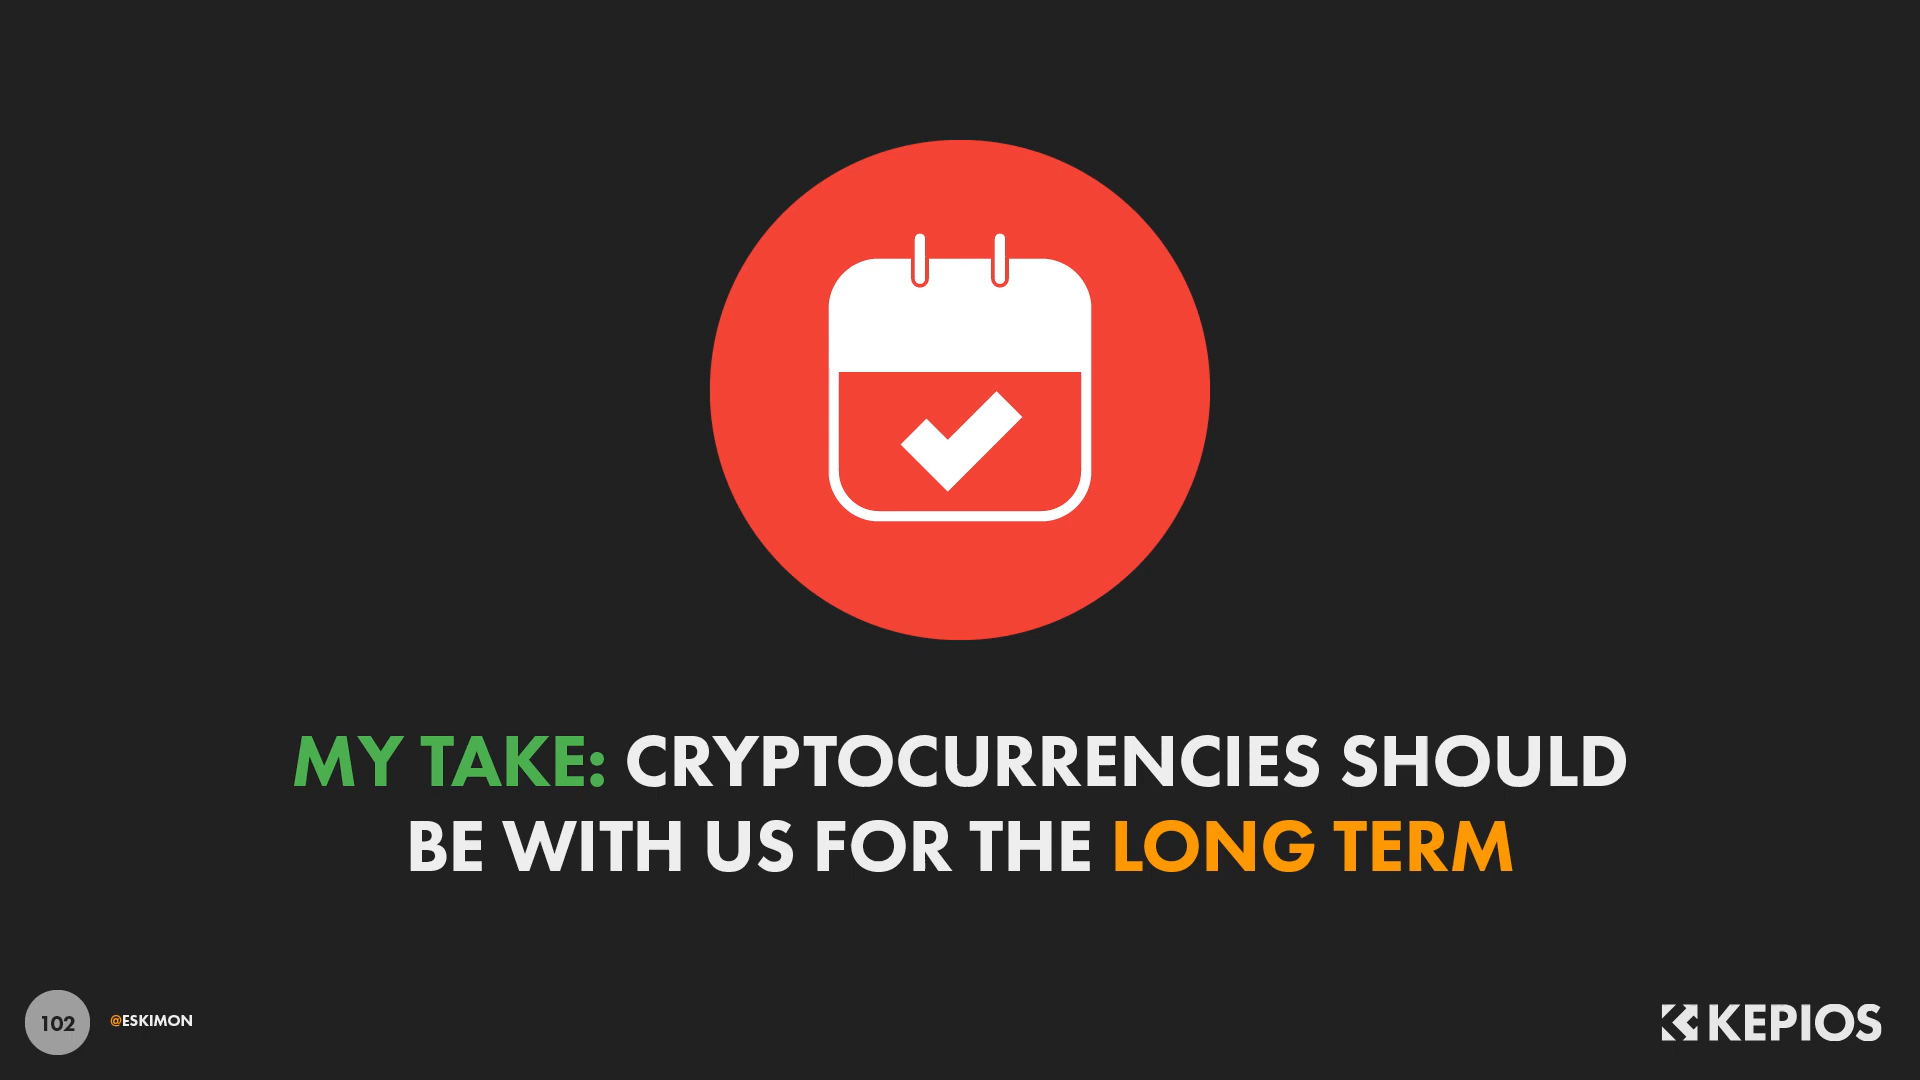 MY TAKE: CRYPTOCURRENCIES SHOULD
BE WITH US FOR THE LONG TERM
102
@ESKIMON
KEPIOS